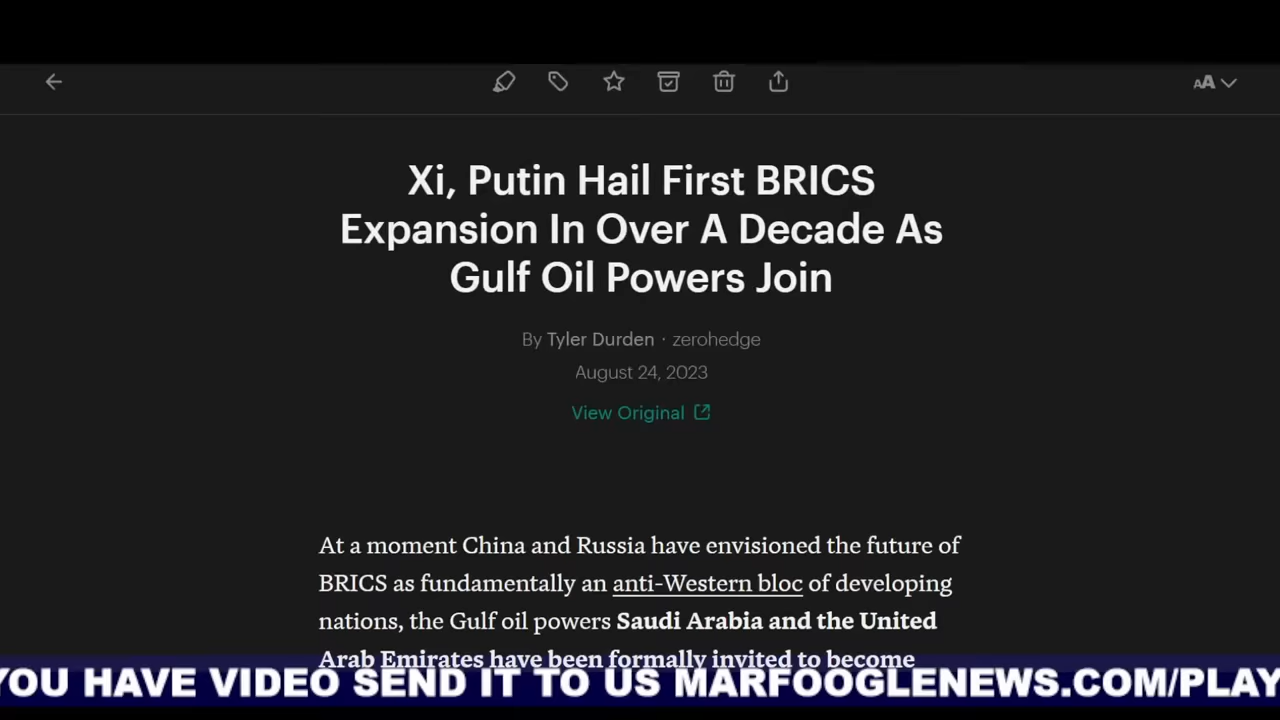 AA
Xi, Putin Hail First BRICS
Expansion In Over A Decade As
Gulf Oil Powers Join
By Tyler Durden · zerohedge
August 24, 2023
View Original
At a moment China and Russia have envisioned the future of
BRICS as fundamentally an anti-Western bloc of developing
nations, the Gulf oil powers Saudi Arabia and the United
Arab Emirates have been formally invited to become
YOU HAVE VIDEO SEND IT TO US MARFOOGLENEWS.COM/PLAY